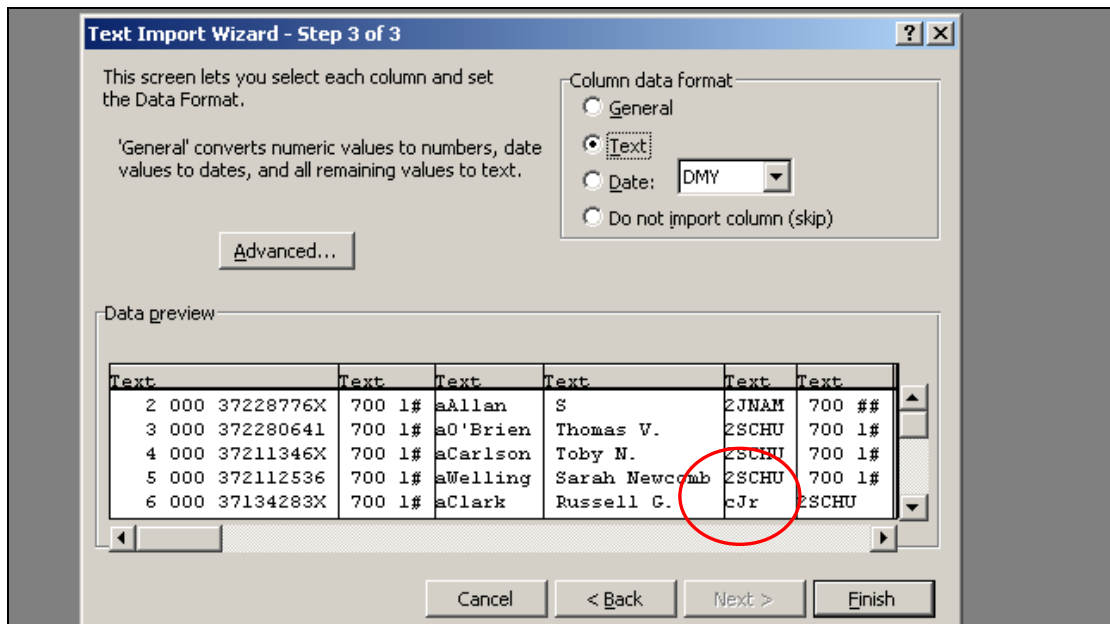 Text Import Wizard - Step 3 of 3
This screen lets you select each column and set
the Data Format.
'General' converts numeric values to numbers, date
values to dates, and all remaining values to text.
Advanced...
Column data format
General
Text
Date: DMY
Do not import column (skip)
Data preview
Text Text Text Text Text Text
2 000 37228776X 700 1# aAllan S 2JNAM 700 ##
3 000 372280641 700 1# aO'Brien Thomas V. 2SCHU 700 1#
4 000 37211346X 700 1# aCarlson Toby N. 2SCHU 700 1#
5 000 372112536 700 1# aWelling Sarah Newcomb 2SCHU 700 1#
6 000 37134283X 700 1# aClark Russell G. cJr 2SCHU
Cancel < Back Next > Finish